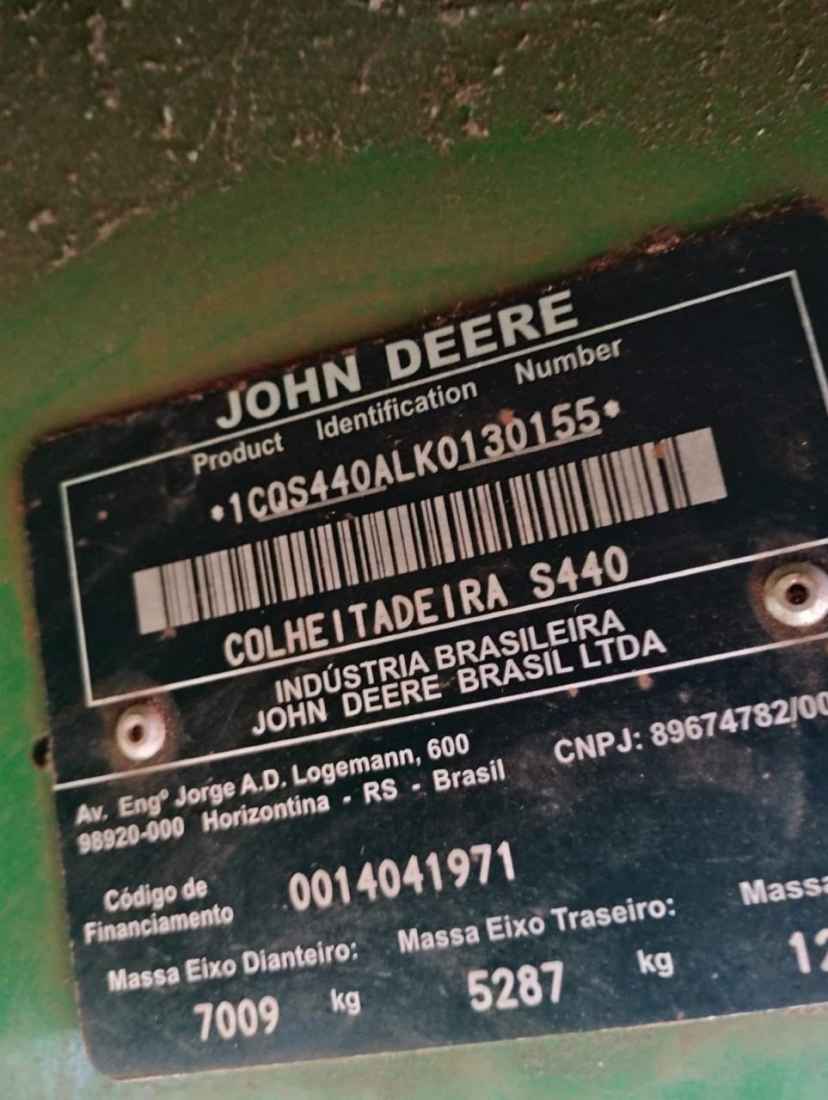 JOHN DEERE
Product Identification Number
*1CQS440ALK0130155*
COLHEITADEIRA S440
INDÚSTRIA BRASILEIRA
JOHN DEERE BRASIL LTDA
Av. Engº Jorge A.D. Logemann, 600
98920-000 Horizontina - RS - Brasil
CNPJ: 89674782/00
Código de
Financiamento
0014041971
Massa Eixo Dianteiro:
7009 kg
Massa Eixo Traseiro:
5287 kg
Massa
12